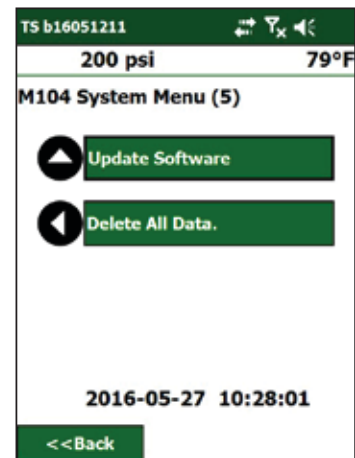 TS b16051211
200 psi 79°F
M104 System Menu (5)
Update Software
Delete All Data.
2016-05-27 10:28:01
<<Back